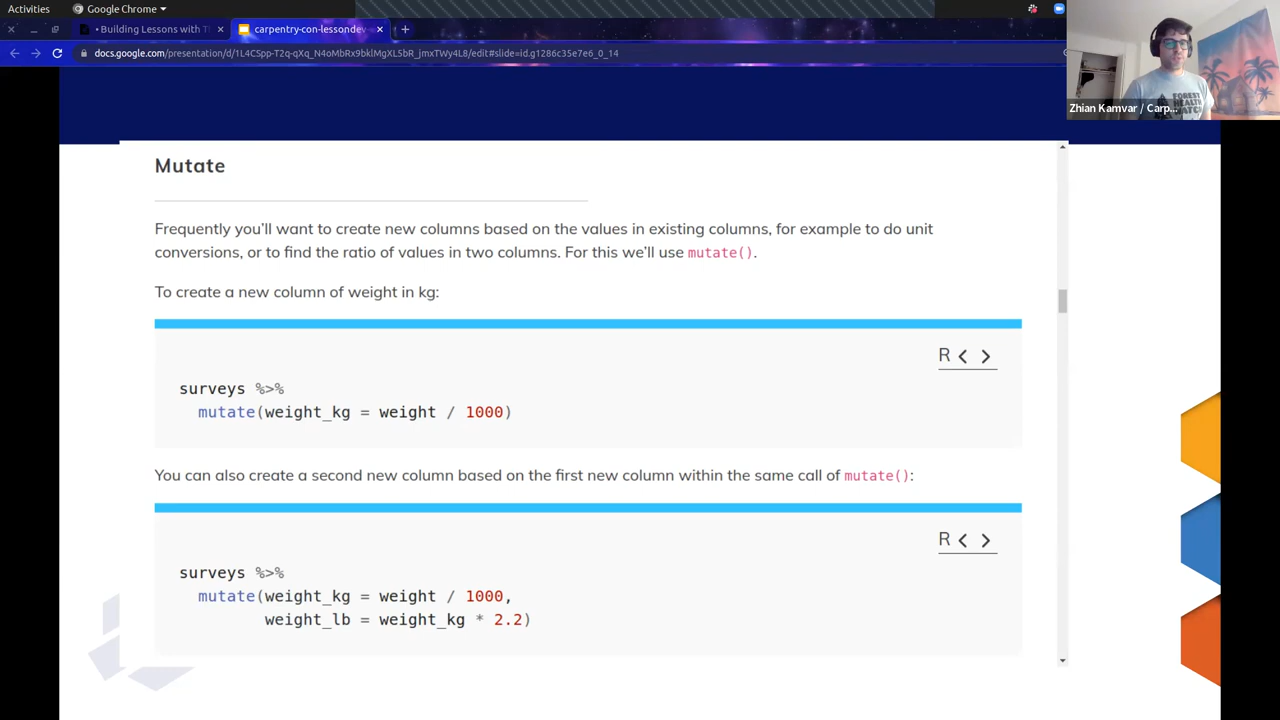 Activities
Google Chrome
• Building Lessons with T
carpentry-con-lessondev
docs.google.com/presentation/d/1L4CSpp-T2q-qXq_N4oMbRx9bklMgXL5bR_jmxTWy4L8/edit#slide=id.g1286c35e7e6_0_14
FOREST
HEALTH
WATCH
Zhian Kamvar / Carp...
Mutate
Frequently you’ll want to create new columns based on the values in existing columns, for example to do unit
conversions, or to find the ratio of values in two columns. For this we’ll use mutate().
To create a new column of weight in kg:
R < >
surveys %>%
mutate(weight_kg = weight / 1000)
You can also create a second new column based on the first new column within the same call of mutate():
R < >
surveys %>%
mutate(weight_kg = weight / 1000,
weight_lb = weight_kg * 2.2)